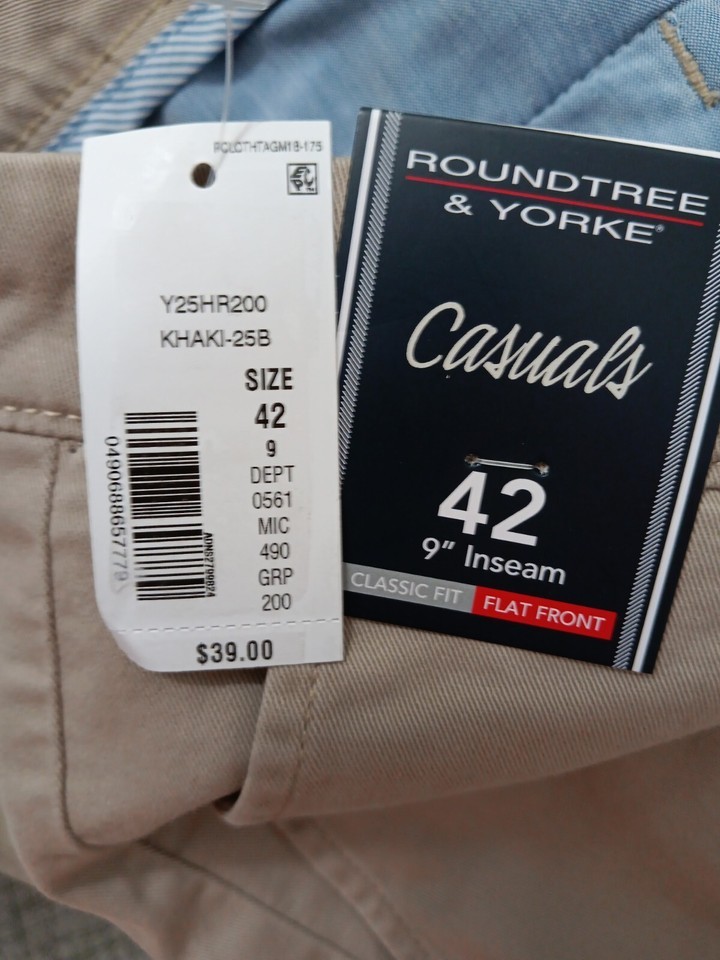 Y25HR200
KHAKI-25B
SIZE
42
9
DEPT
0561
MIC
490
GRP
200
$39.00
ROUNDTREE
& YORKE®
Casuals
42
9" Inseam
CLASSIC FIT
FLAT FRONT